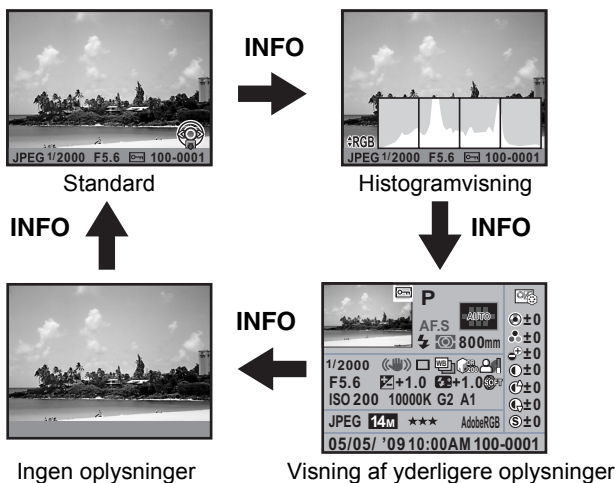 INFO
RGB
JPEG 1/2000 F5.6 100-0001
JPEG 1/2000 F5.6 100-0001
Standard
Histogramvisning
INFO
INFO
INFO
P
AUTO
AF.S
800mm
±0
±0
±0
±0
±0
±0
S ±0
1/2000
F5.6 +1.0 +1.0 SOFT
ISO 200 10000K G2 A1
JPEG 14M ★★★ AdobeRGB
05/05/ '09 10:00AM 100-0001
Ingen oplysninger
Visning af yderligere oplysninger